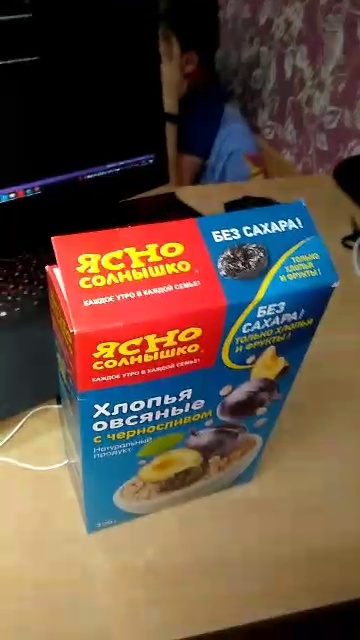 ЯСНО
СОЛНЫШКО
КАЖДОЕ УТРО В КАЖДОЙ СЕМЬЕ!
БЕЗ САХАРА!
ТОЛЬКО
ХЛОПЬЯ
И ФРУКТЫ!
ЯСНО
СОЛНЫШКО
КАЖДОЕ УТРО В КАЖДОЙ СЕМЬЕ!
БЕЗ
САХАРА!
ТОЛЬКО ХЛОПЬЯ
И ФРУКТЫ!
Хлопья
овсяные
с черносливом
Натуральный
продукт